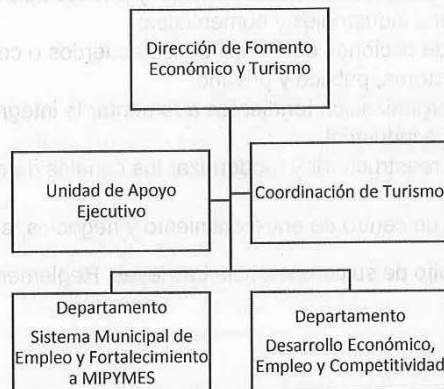 Dirección de Fomento
Económico y Turismo
Unidad de Apoyo
Ejecutivo
Coordinación de Turismo
Departamento
Sistema Municipal de
Empleo y Fortalecimiento
a MIPYMES
Departamento
Desarrollo Económico,
Empleo y Competitividad